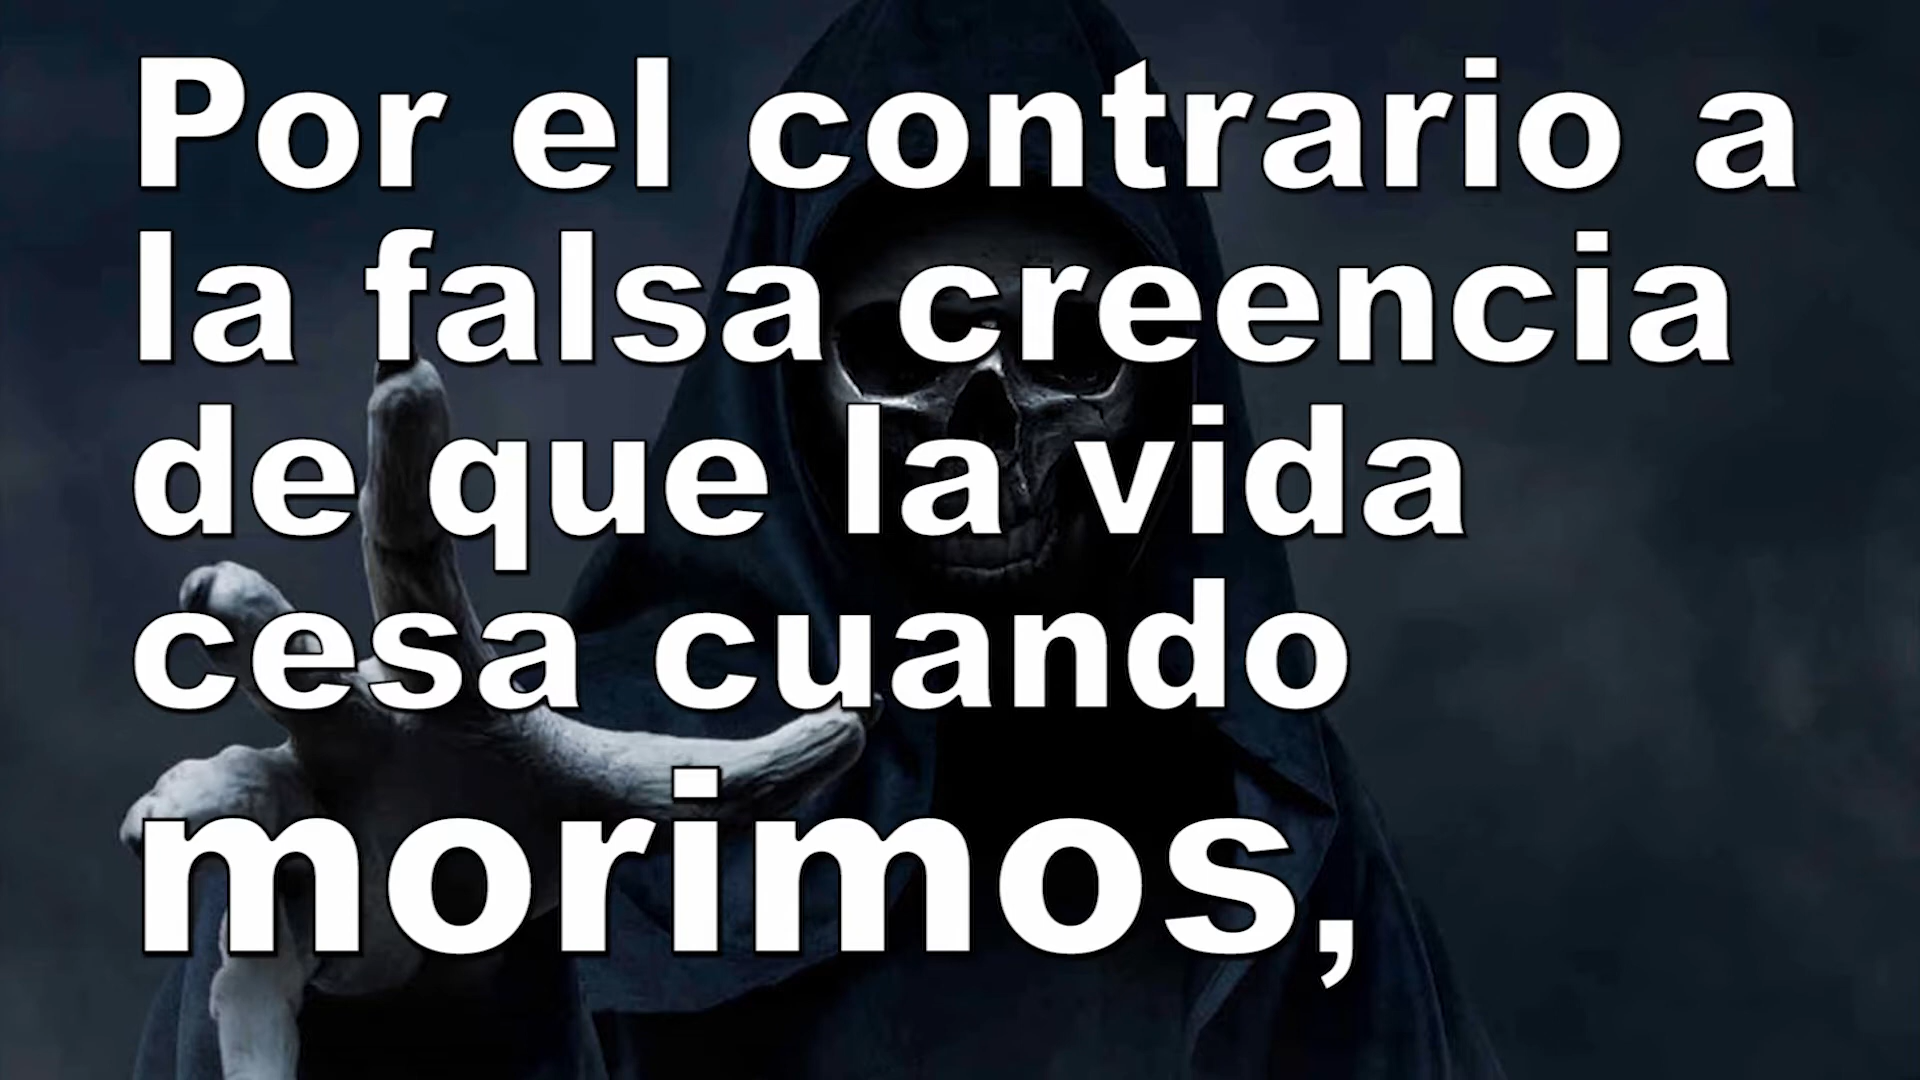 Por el contrario a
la falsa creencia
de que la vida
cesa cuando
morimos,